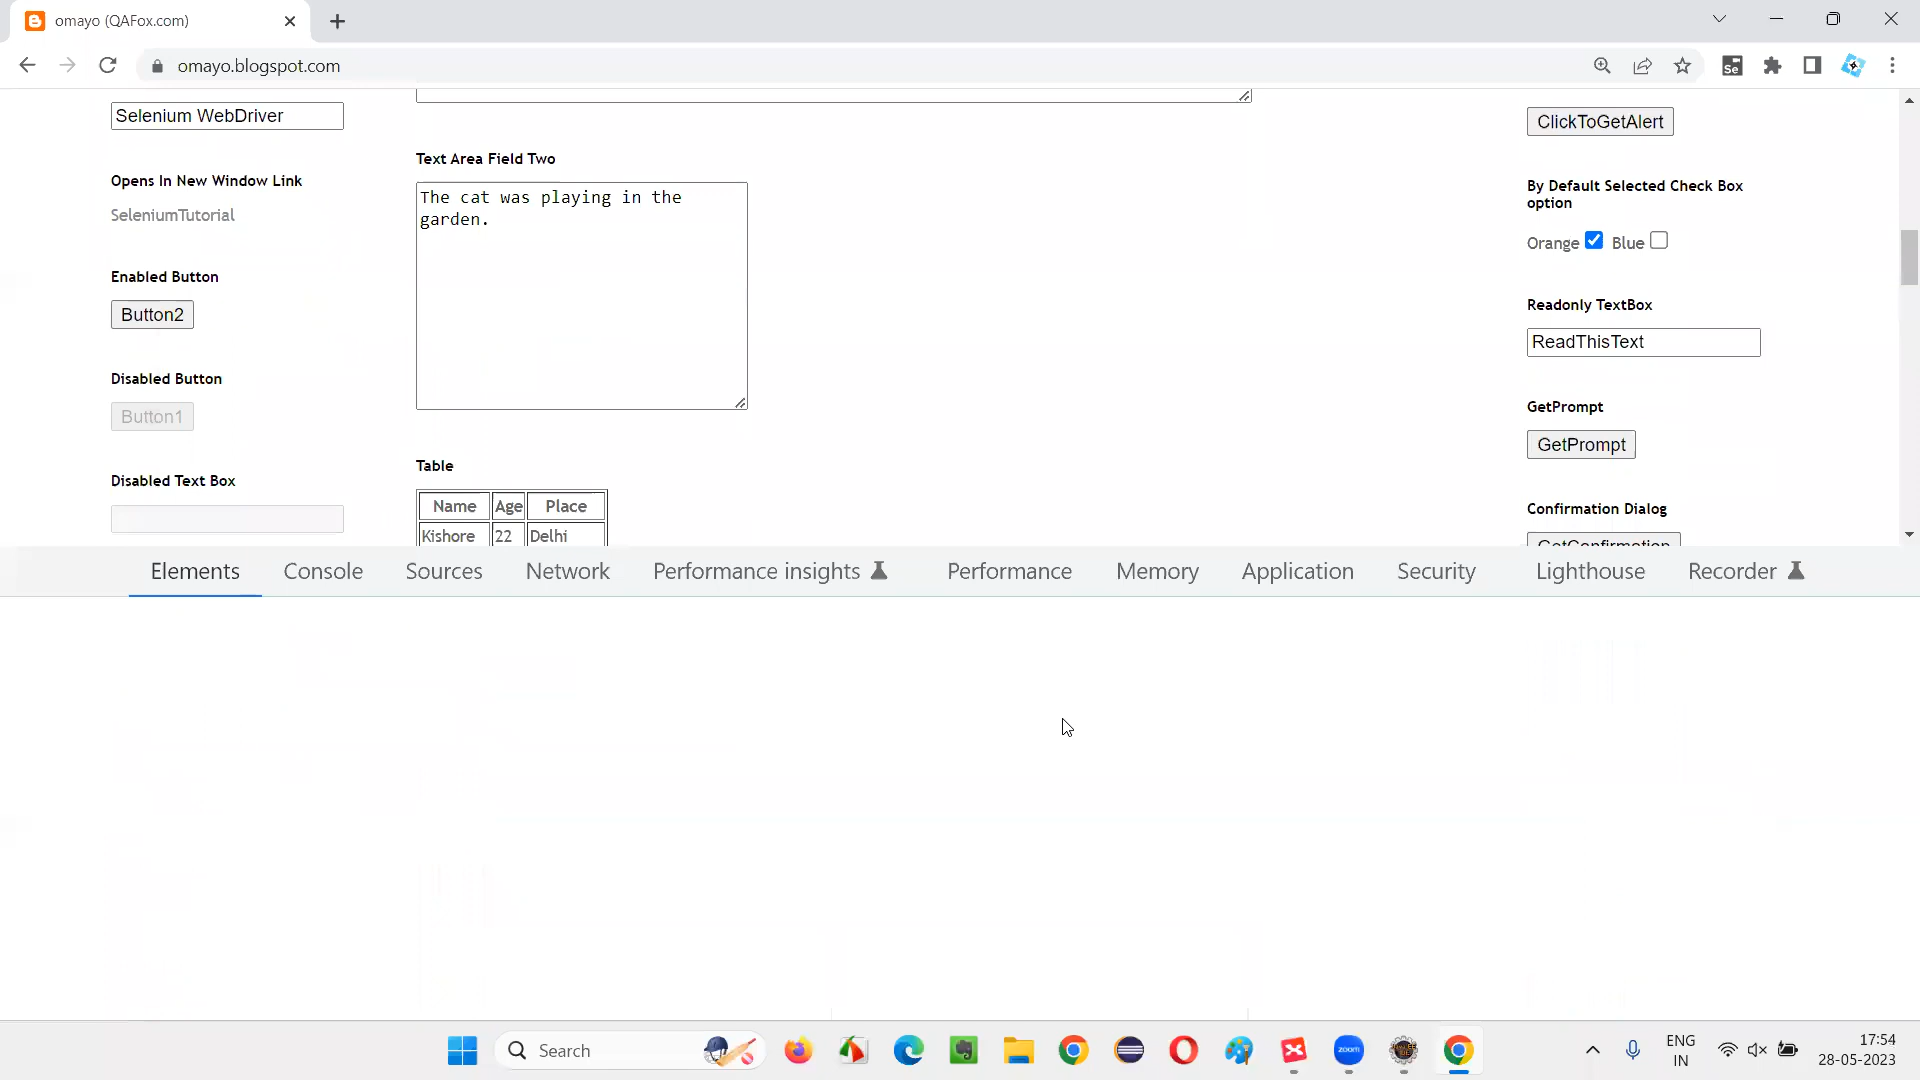 omayo (QAFox.com)
omayo.blogspot.com
Se
Selenium WebDriver
Opens In New Window Link
SeleniumTutorial
Enabled Button
Button2
Disabled Button
Button1
Disabled Text Box
Text Area Field Two
The cat was playing in the
garden.
Table
Name Age Place
Kishore 22 Delhi
ClickToGetAlert
By Default Selected Check Box
option
Orange Blue
Readonly TextBox
ReadThisText
GetPrompt
GetPrompt
Confirmation Dialog
GetConfirmation
Elements Console Sources Network Performance insights Performance Memory Application Security Lighthouse Recorder
Search
zoom
ENG
IN
17:54
28-05-2023